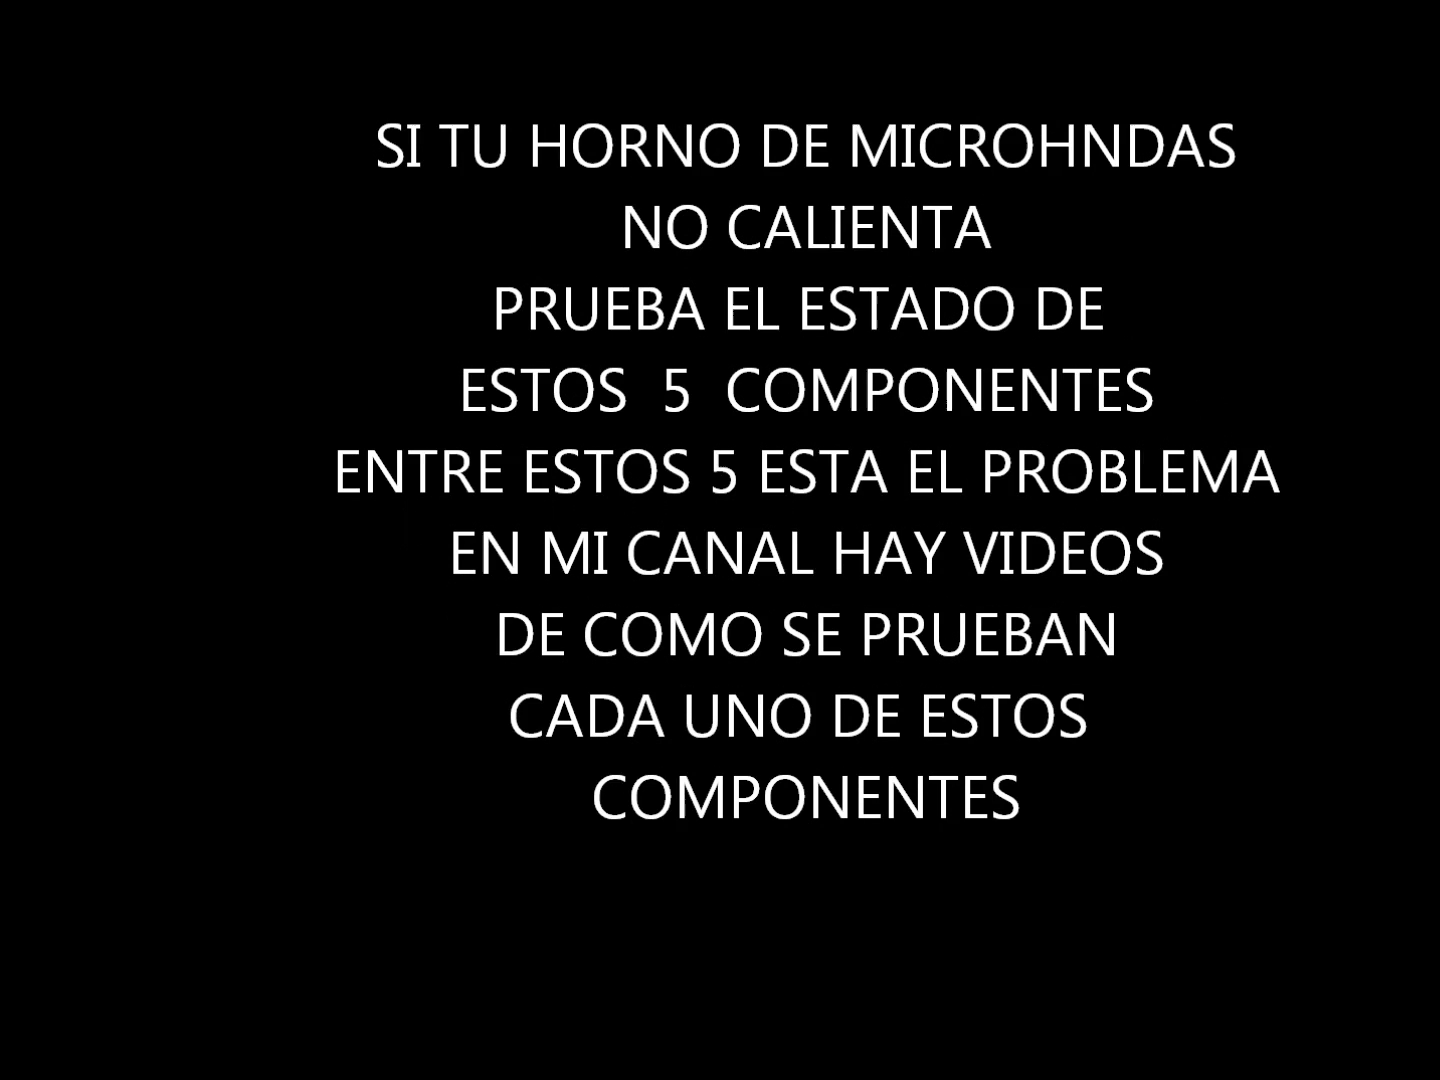 SI TU HORNO DE MICROHNDAS
NO CALIENTA
PRUEBA EL ESTADO DE
ESTOS 5 COMPONENTES
ENTRE ESTOS 5 ESTA EL PROBLEMA
EN MI CANAL HAY VIDEOS
DE COMO SE PRUEBAN
CADA UNO DE ESTOS
COMPONENTES